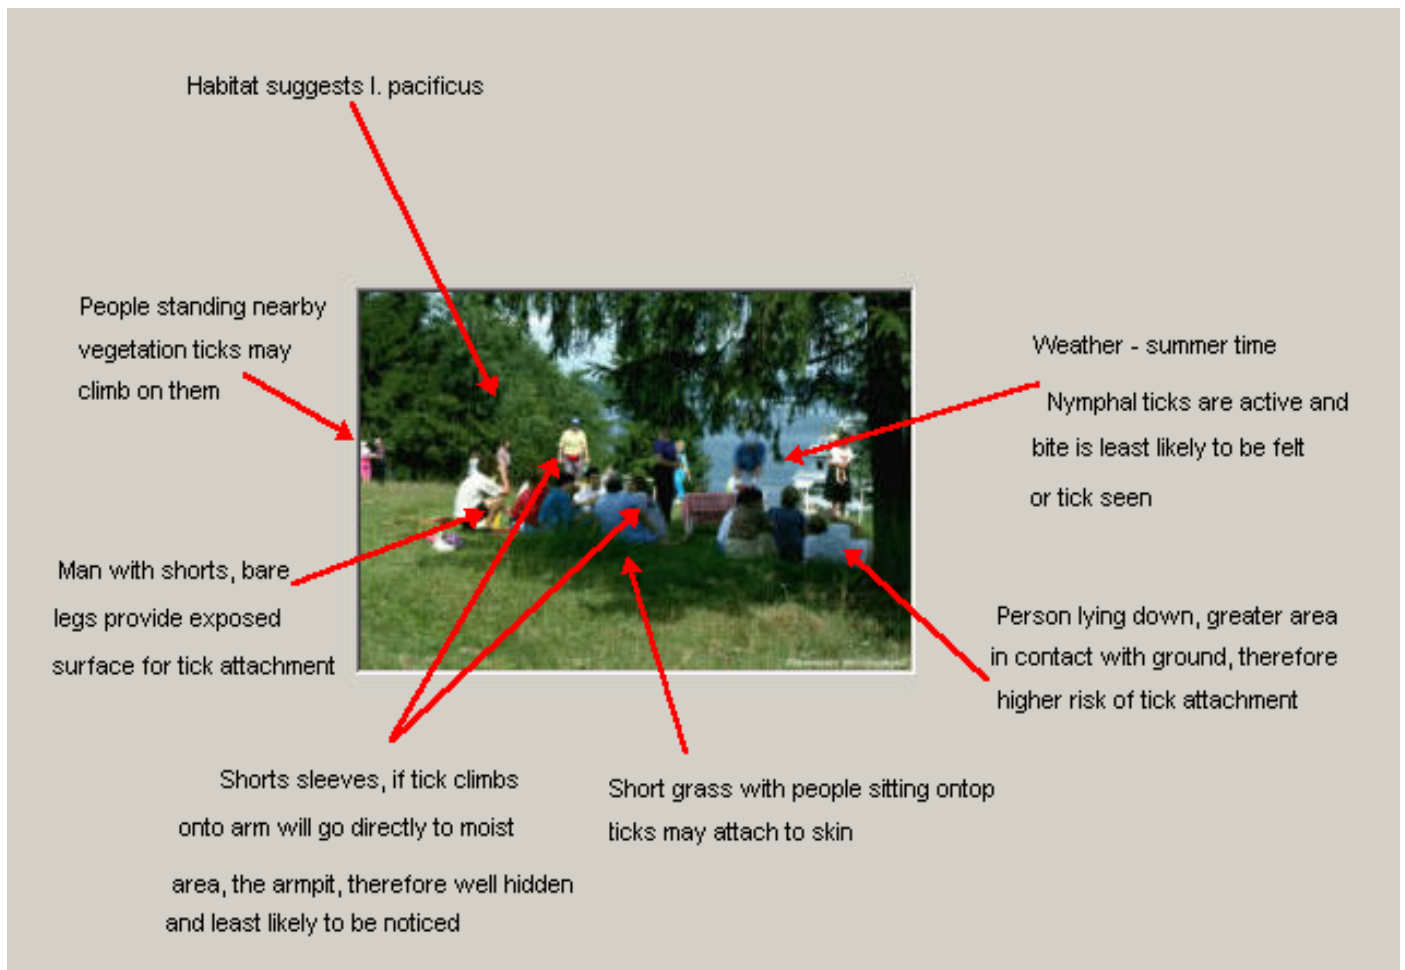 Habitat suggests I. pacificus
People standing nearby
vegetation ticks may
climb on them
Weather - summer time
Nymphal ticks are active and
bite is least likely to be felt
or tick seen
Man with shorts, bare
legs provide exposed
surface for tick attachment
Person lying down, greater area
in contact with ground, therefore
higher risk of tick attachment
Shorts sleeves, if tick climbs
onto arm will go directly to moist
area, the armpit, therefore well hidden
and least likely to be noticed
Short grass with people sitting ontop
ticks may attach to skin